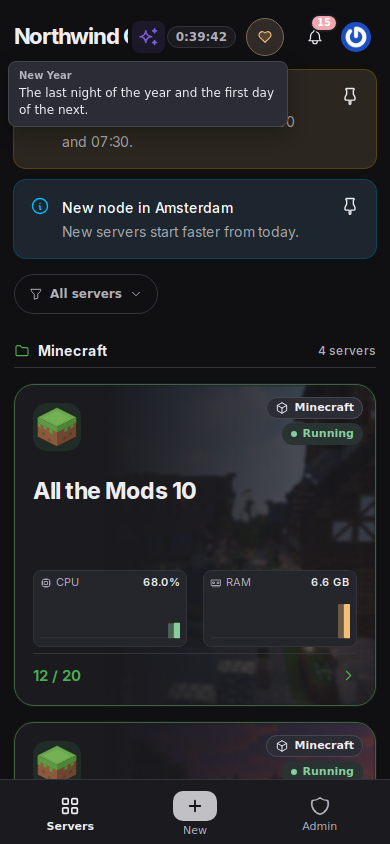 Northwind
0:39:42
15
New Year
The last night of the year and the first day
of the next.
and 07:30.
New node in Amsterdam
New servers start faster from today.
All servers
Minecraft
4 servers
Minecraft
Running
All the Mods 10
CPU
68.0%
RAM
6.6 GB
12 / 20
Minecraft
Running
Servers
New
Admin